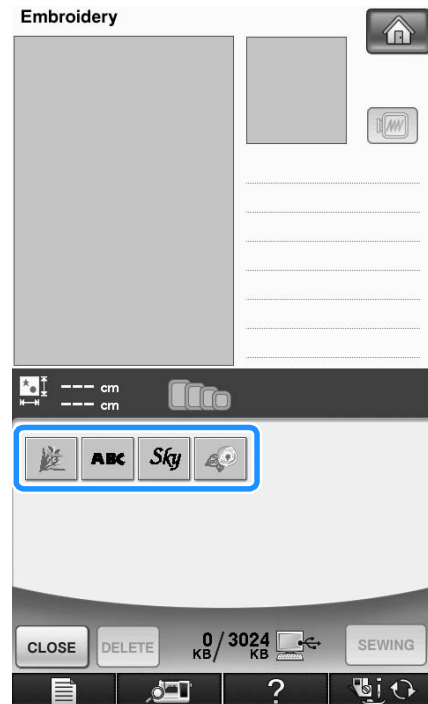 Embroidery
--- cm
--- cm
ABC Sky
CLOSE DELETE 0 KB / 3024 KB SEWING
?